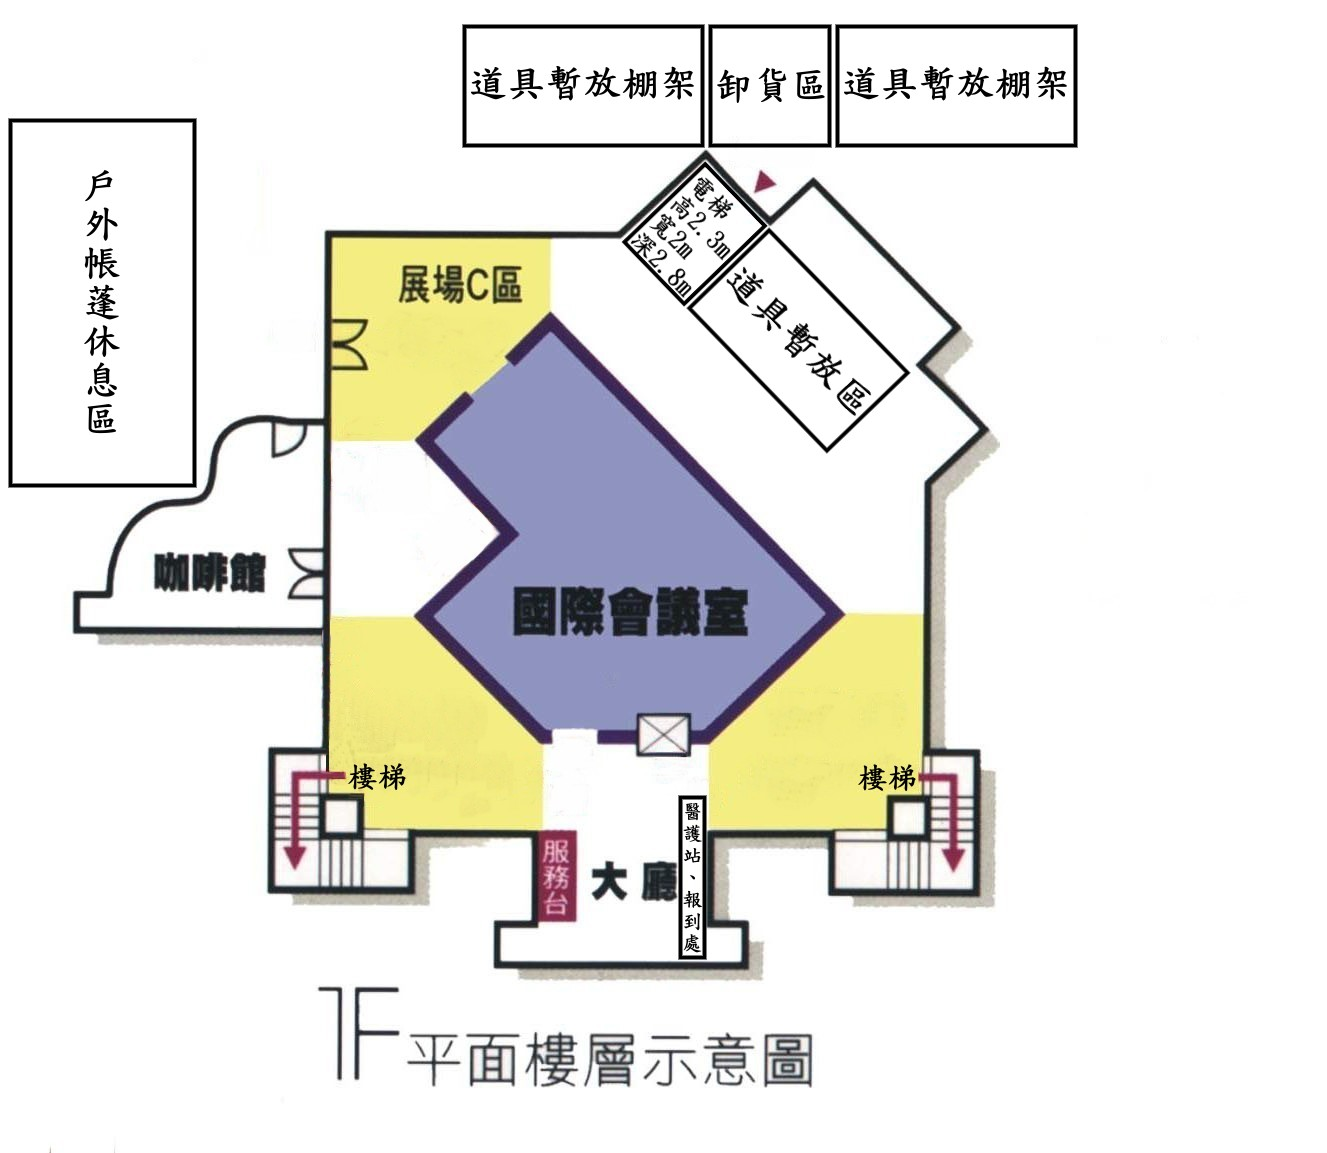 道具暫放棚架
卸貨區
道具暫放棚架
戶外帳蓬休息區
電梯
高2.3m
寬2m
深2.8m
道具暫放區
展場C區
咖啡館
國際會議室
樓梯
樓梯
服務台
大廳
醫護站、報到處
1F平面樓層示意圖